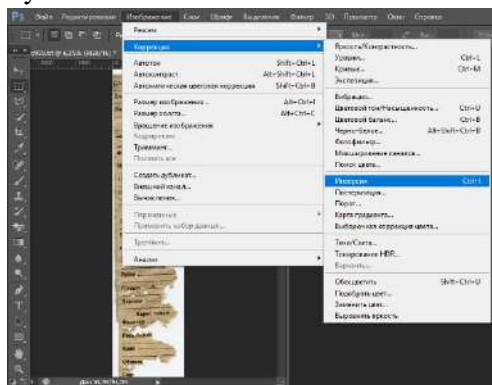 Ps Файл Редактирование Изображение Слои Шрифт Выделение Фильтр 3D Просмотр Окно Справка
Режим
Коррекция
Автотон Shift+Ctrl+L
Автоконтраст Alt+Shift+Ctrl+L
Автоматическая цветовая коррекция Shift+Ctrl+B
Размер изображения... Alt+Ctrl+I
Размер холста... Alt+Ctrl+C
Вращение изображения
Кадрировать
Тримминг...
Показать все
Создать дубликат...
Внешний канал...
Вычисления...
Переменные
Применить набор данных...
Треппинг...
Анализ
Яркость/Контрастность...
Уровни... Ctrl+L
Кривые... Ctrl+M
Экспозиция...
Вибрация...
Цветовой тон/Насыщенность... Ctrl+U
Цветовой баланс... Ctrl+B
Черно-белое... Alt+Shift+Ctrl+B
Фотофильтр...
Микширование каналов...
Поиск цвета...
Инверсия Ctrl+I
Постеризация...
Порог...
Карта градиента...
Выборочная коррекция цвета...
Тени/Света...
Тонирование HDR...
Варианты...
Обесцветить Shift+Ctrl+U
Подобрать цвет...
Заменить цвет...
Выровнять яркость